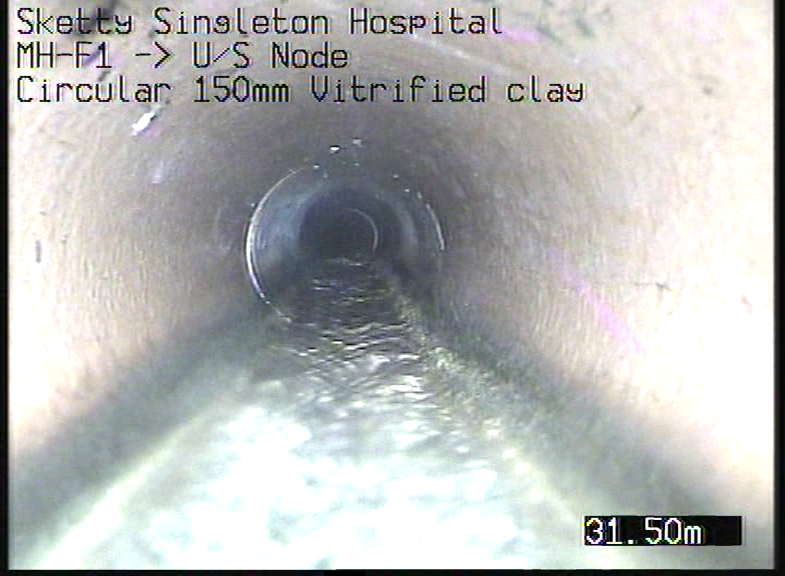 Sketty Singleton Hospital
MH-F1 -> U/S Node
Circular 150mm Vitrified clay
31.50m